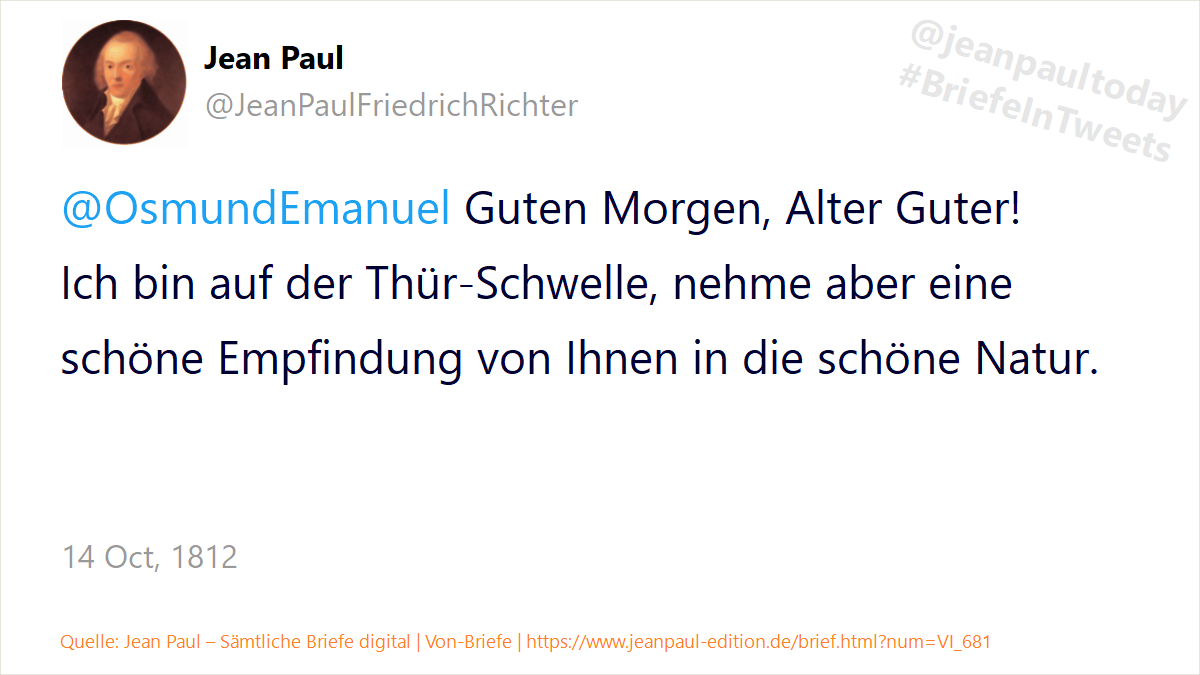 Jean Paul
@JeanPaulFriedrichRichter
@jeanpaultoday
#BriefeInTweets
@OsmundEmanuel Guten Morgen, Alter Guter!
Ich bin auf der Thür-Schwelle, nehme aber eine
schöne Empfindung von Ihnen in die schöne Natur.
14 Oct, 1812
Quelle: Jean Paul – Sämtliche Briefe digital | Von-Briefe | https://www.jeanpaul-edition.de/brief.html?num=VI_681